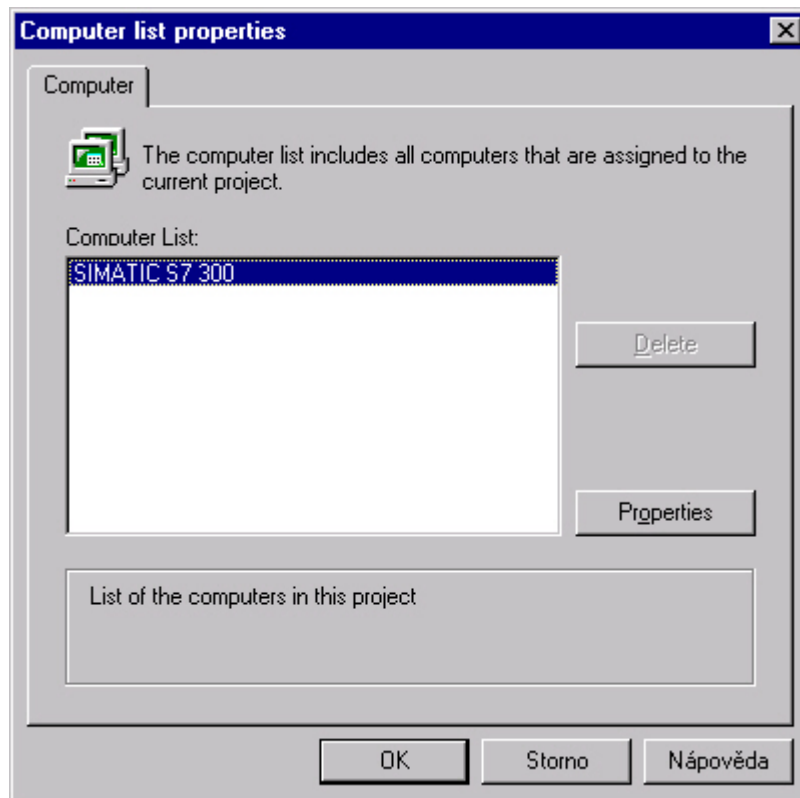 Computer list properties
Computer
The computer list includes all computers that are assigned to the
current project.
Computer List:
SIMATIC S7 300
Delete
Properties
List of the computers in this project
OK
Storno
Nápověda